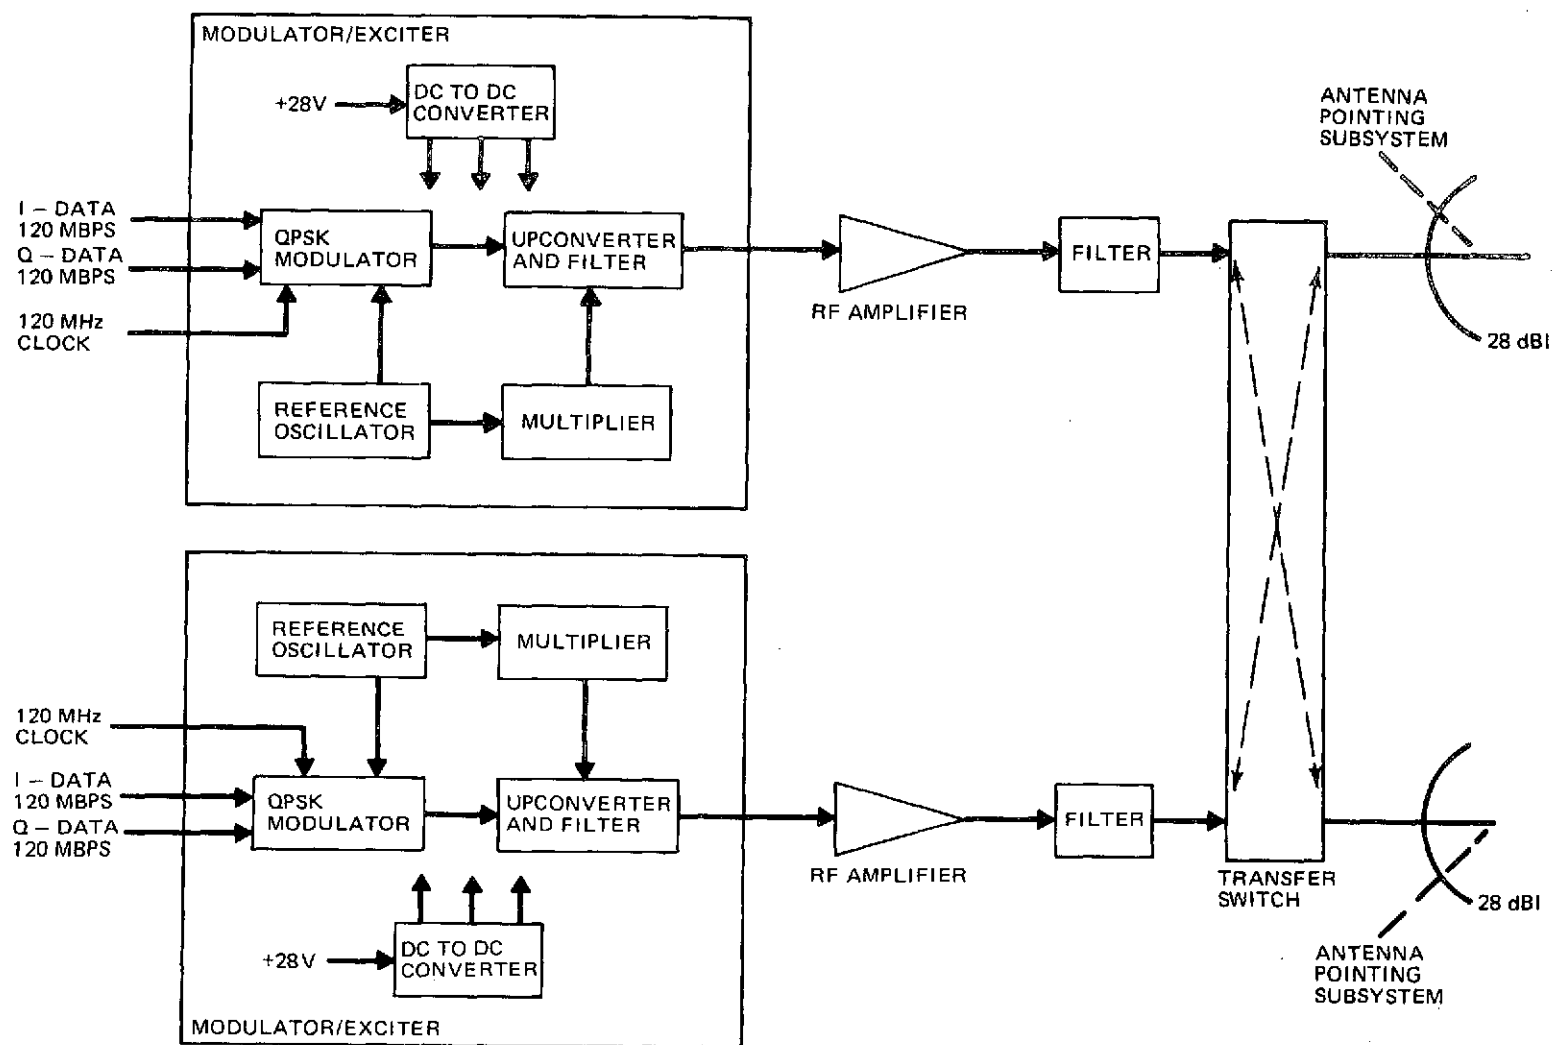 MODULATOR/EXCITER
+28V
DC TO DC
CONVERTER
I – DATA
120 MBPS
Q – DATA
120 MBPS
120 MHz
CLOCK
QPSK
MODULATOR
UPCONVERTER
AND FILTER
REFERENCE
OSCILLATOR
MULTIPLIER
RF AMPLIFIER
FILTER
ANTENNA
POINTING
SUBSYSTEM
28 dBI
REFERENCE
OSCILLATOR
MULTIPLIER
120 MHz
CLOCK
I – DATA
120 MBPS
Q – DATA
120 MBPS
QPSK
MODULATOR
UPCONVERTER
AND FILTER
+28V
DC TO DC
CONVERTER
MODULATOR/EXCITER
RF AMPLIFIER
FILTER
TRANSFER
SWITCH
28 dBI
ANTENNA
POINTING
SUBSYSTEM